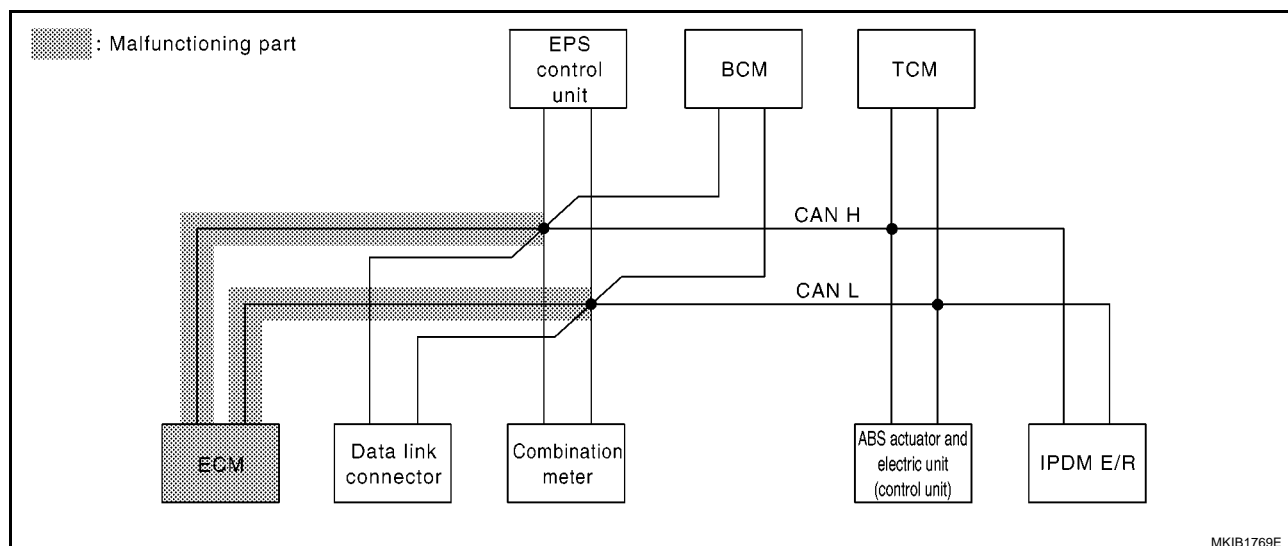 : Malfunctioning part
EPS
control
unit
BCM
TCM
CAN H
CAN L
ECM
Data link
connector
Combination
meter
ABS actuator and
electric unit
(control unit)
IPDM E/R
MKIB1769E